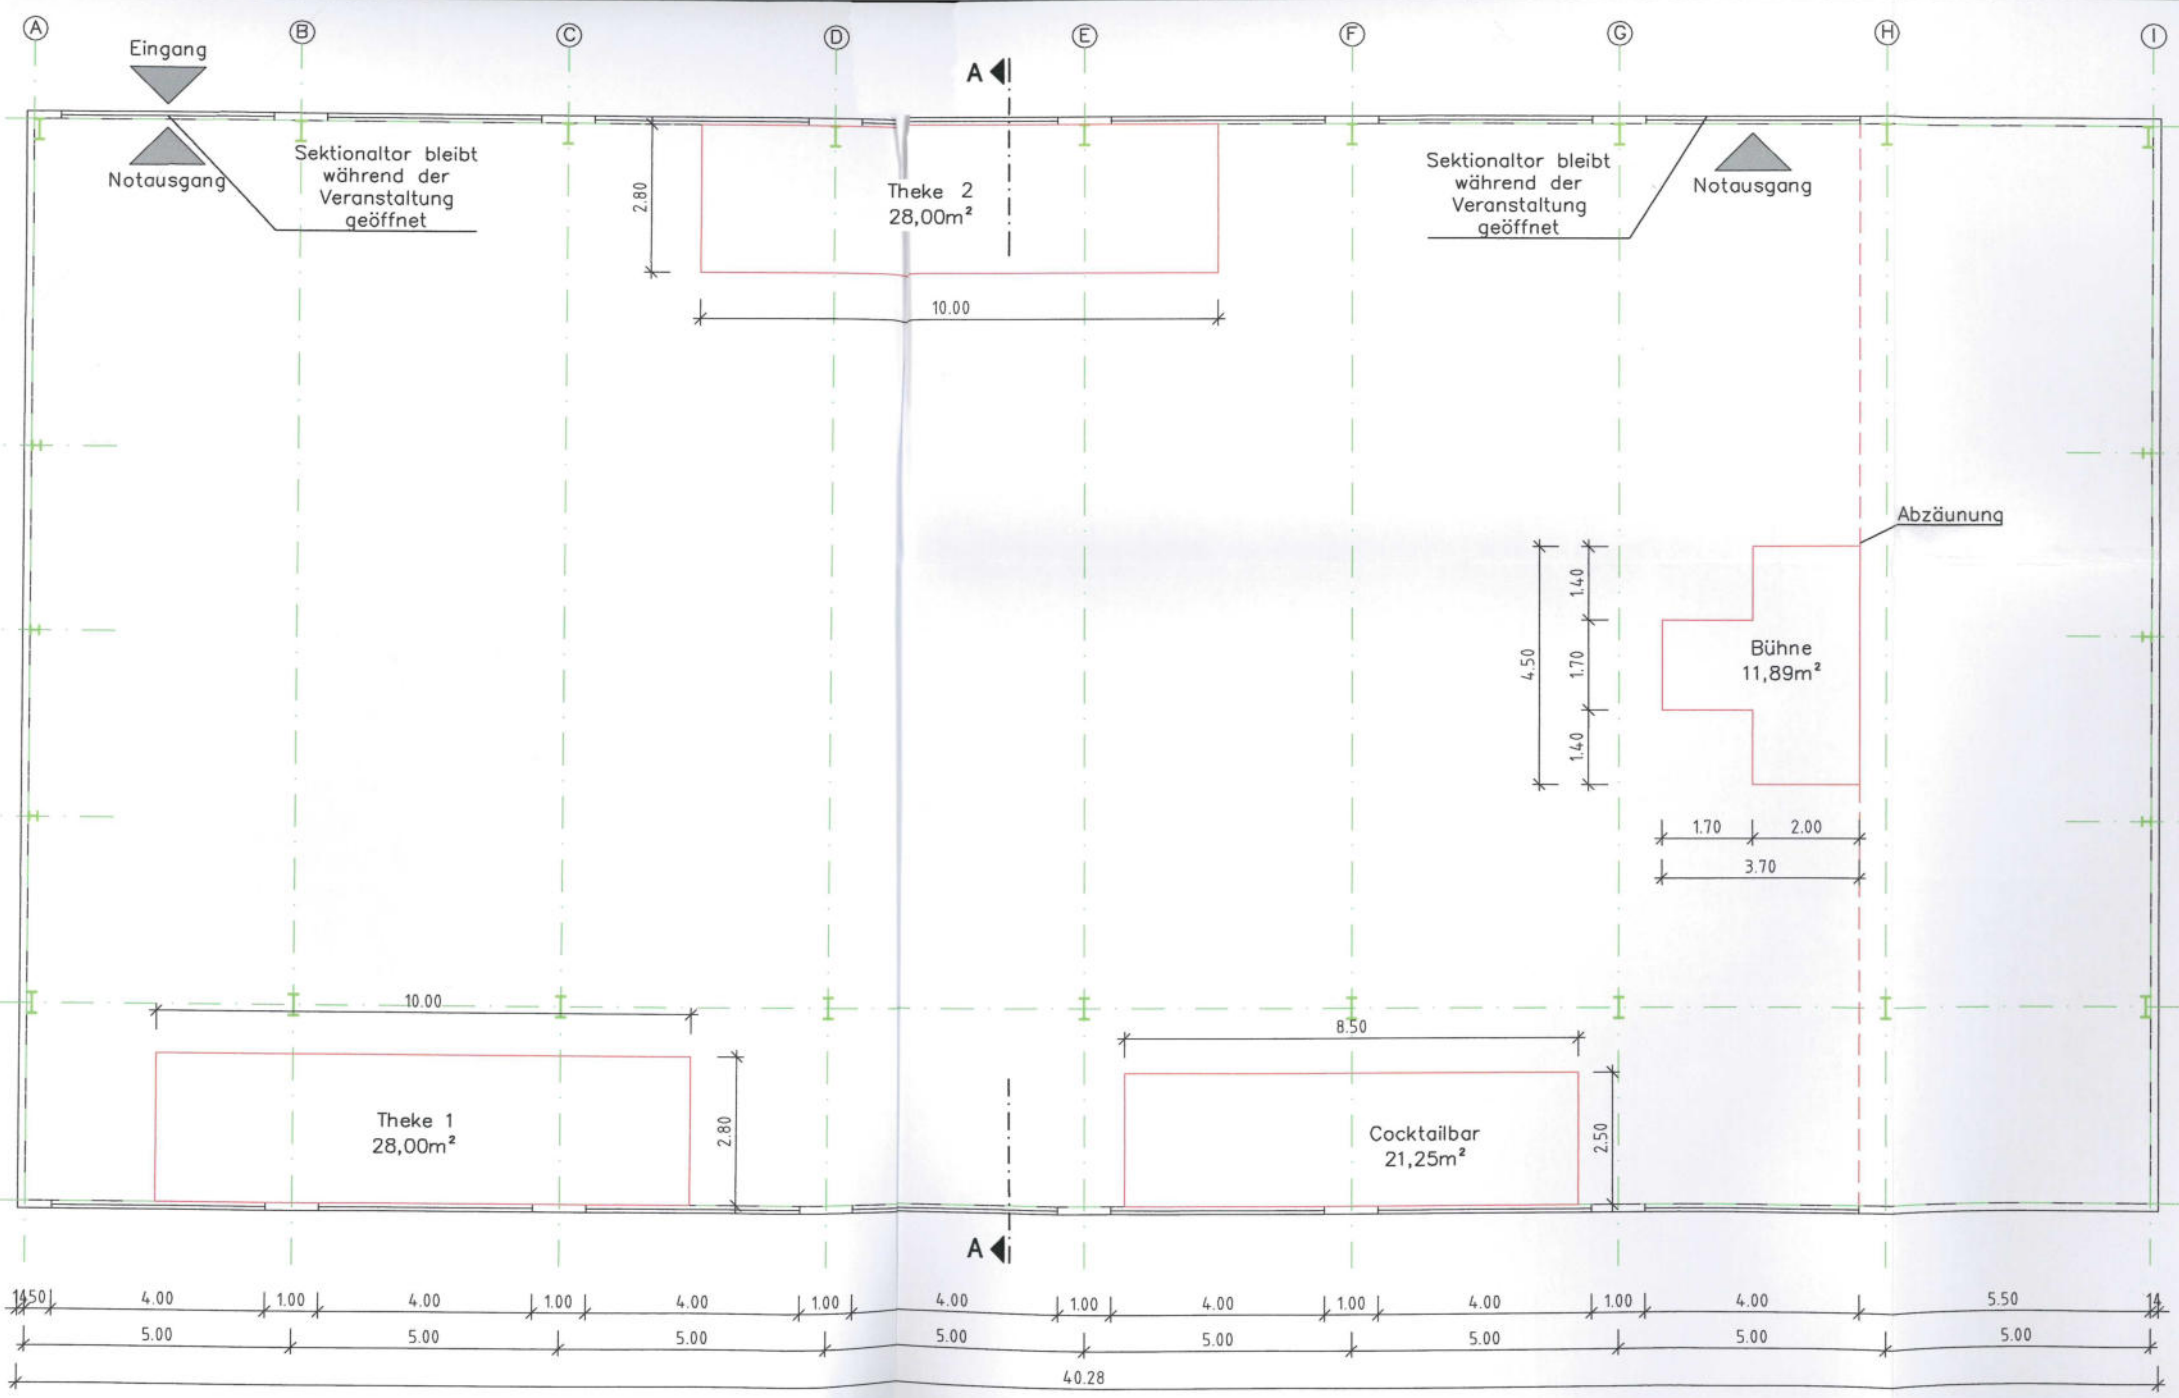 A B C D E F G H I
Eingang
Notausgang
Sektionaltor bleibt
während der
Veranstaltung
geöffnet
A
2.80
Theke 2
28,00m²
10.00
Sektionaltor bleibt
während der
Veranstaltung
geöffnet
Notausgang
Abzäunung
4.50
1.40
1.70
1.40
Bühne
11,89m²
1.70 2.00
3.70
10.00
Theke 1
28,00m²
2.80
8.50
Cocktailbar
21,25m²
2.50
A
14 50 4.00 1.00 4.00 1.00 4.00 1.00 4.00 1.00 4.00 1.00 4.00 1.00 4.00 5.50 14
5.00 5.00 5.00 5.00 5.00 5.00 5.00 5.00
40.28